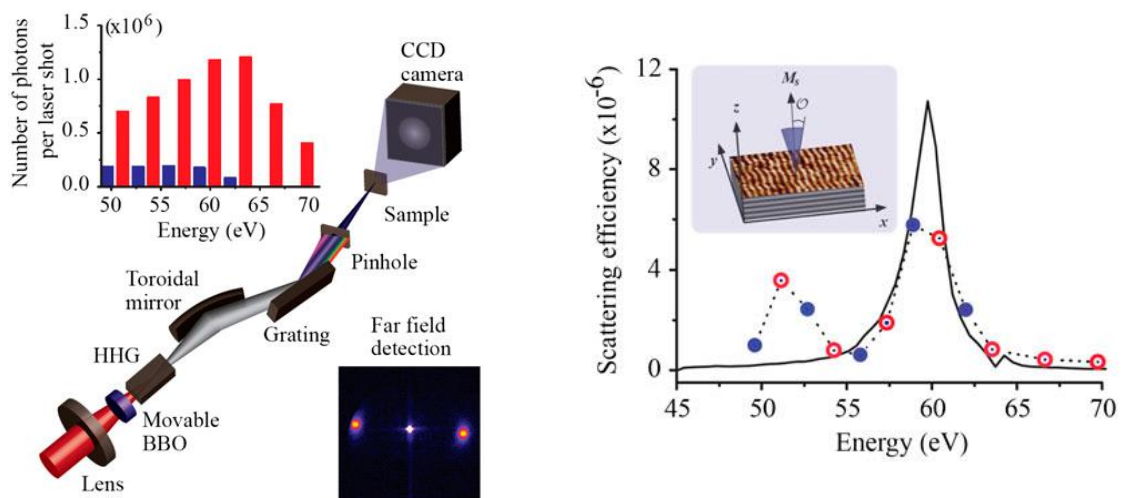 (x10⁶)
1.5
1.0
0.5
0.0
Number of photons
per laser shot
50 55 60 65 70
Energy (eV)
CCD
camera
Sample
Pinhole
Toroidal
mirror
Grating
HHG
Movable
BBO
Lens
Far field
detection
12
8
4
0
Scattering efficiency (x10⁻⁶)
Mₛ
𝒪
z
y
x
45 50 55 60 65 70
Energy (eV)